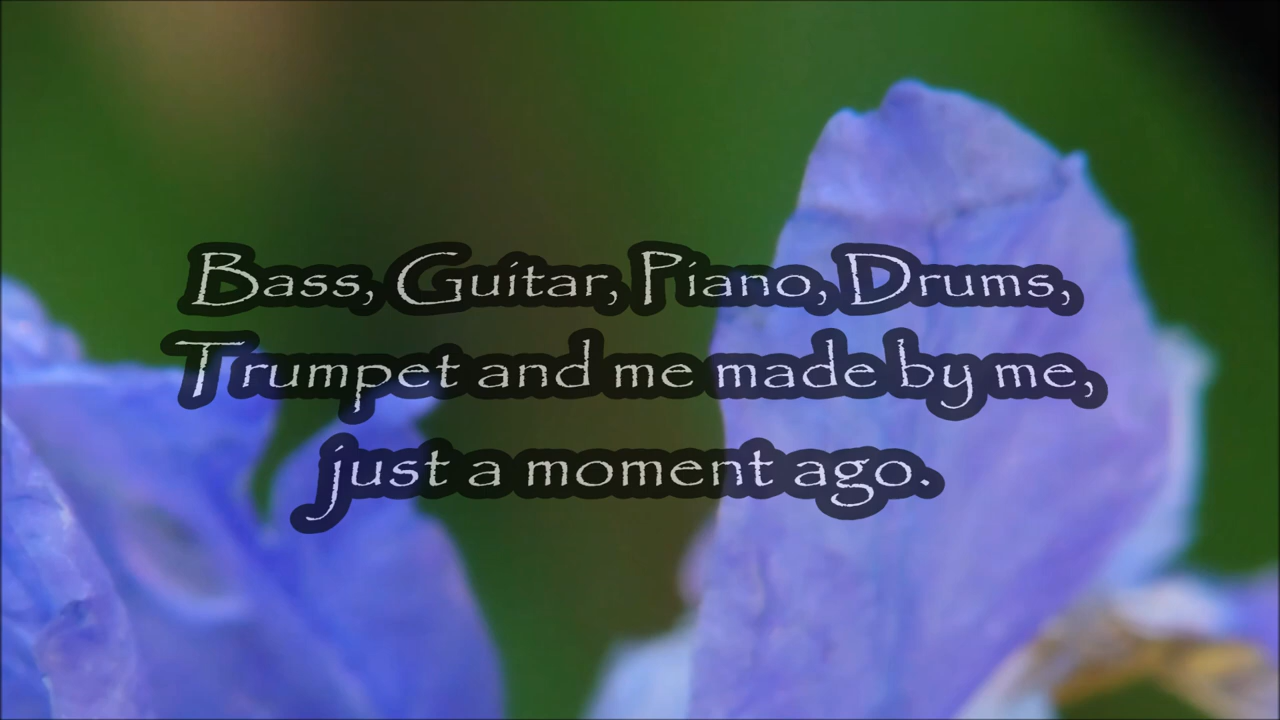 Bass, Guitar, Piano, Drums,
Trumpet and me made by me,
just a moment ago.